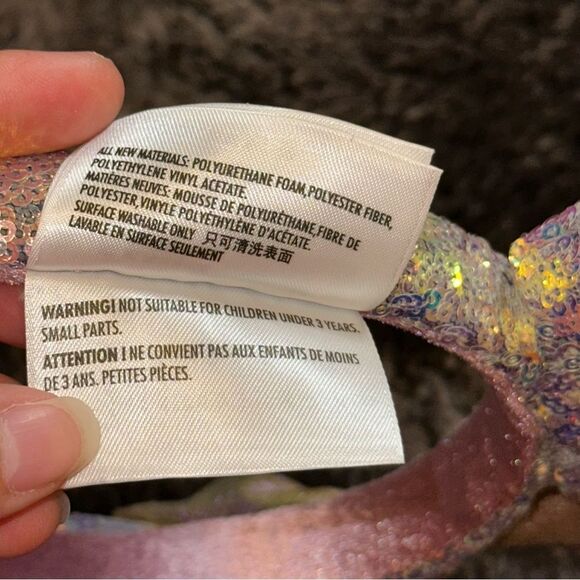 ALL NEW MATERIALS: POLYURETHANE FOAM, POLYESTER FIBER,
POLYETHYLENE VINYL ACETATE.
MATIÈRES NEUVES: MOUSSE DE POLYURÉTHANE, FIBRE DE
POLYESTER, VINYLE POLYÉTHYLÈNE D'ACÉTATE.
SURFACE WASHABLE ONLY 只可清洗表面
LAVABLE EN SURFACE SEULEMENT
WARNING! NOT SUITABLE FOR CHILDREN UNDER 3 YEARS.
SMALL PARTS.
ATTENTION ! NE CONVIENT PAS AUX ENFANTS DE MOINS
DE 3 ANS. PETITES PIÈCES.